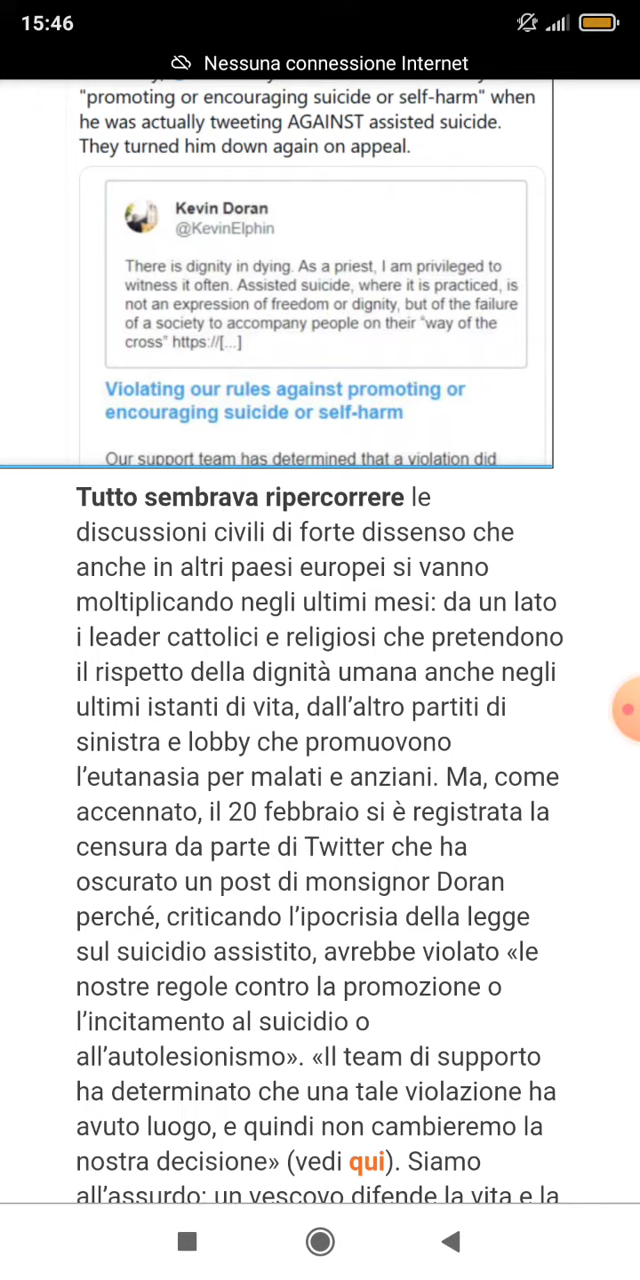 15:46
Nessuna connessione Internet
"promoting or encouraging suicide or self-harm" when
he was actually tweeting AGAINST assisted suicide.
They turned him down again on appeal.
Kevin Doran
@KevinElphin
There is dignity in dying. As a priest, I am privileged to
witness it often. Assisted suicide, where it is practiced, is
not an expression of freedom or dignity, but of the failure
of a society to accompany people on their "way of the
cross" https://[...]
Violating our rules against promoting or
encouraging suicide or self-harm
Our support team has determined that a violation did
Tutto sembrava ripercorrere le
discussioni civili di forte dissenso che
anche in altri paesi europei si vanno
moltiplicando negli ultimi mesi: da un lato
i leader cattolici e religiosi che pretendono
il rispetto della dignità umana anche negli
ultimi istanti di vita, dall'altro partiti di
sinistra e lobby che promuovono
l'eutanasia per malati e anziani. Ma, come
accennato, il 20 febbraio si è registrata la
censura da parte di Twitter che ha
oscurato un post di monsignor Doran
perché, criticando l'ipocrisia della legge
sul suicidio assistito, avrebbe violato «le
nostre regole contro la promozione o
l'incitamento al suicidio o
all'autolesionismo». «Il team di supporto
ha determinato che una tale violazione ha
avuto luogo, e quindi non cambieremo la
nostra decisione» (vedi qui). Siamo
all'assurdo: un vescovo difende la vita e la